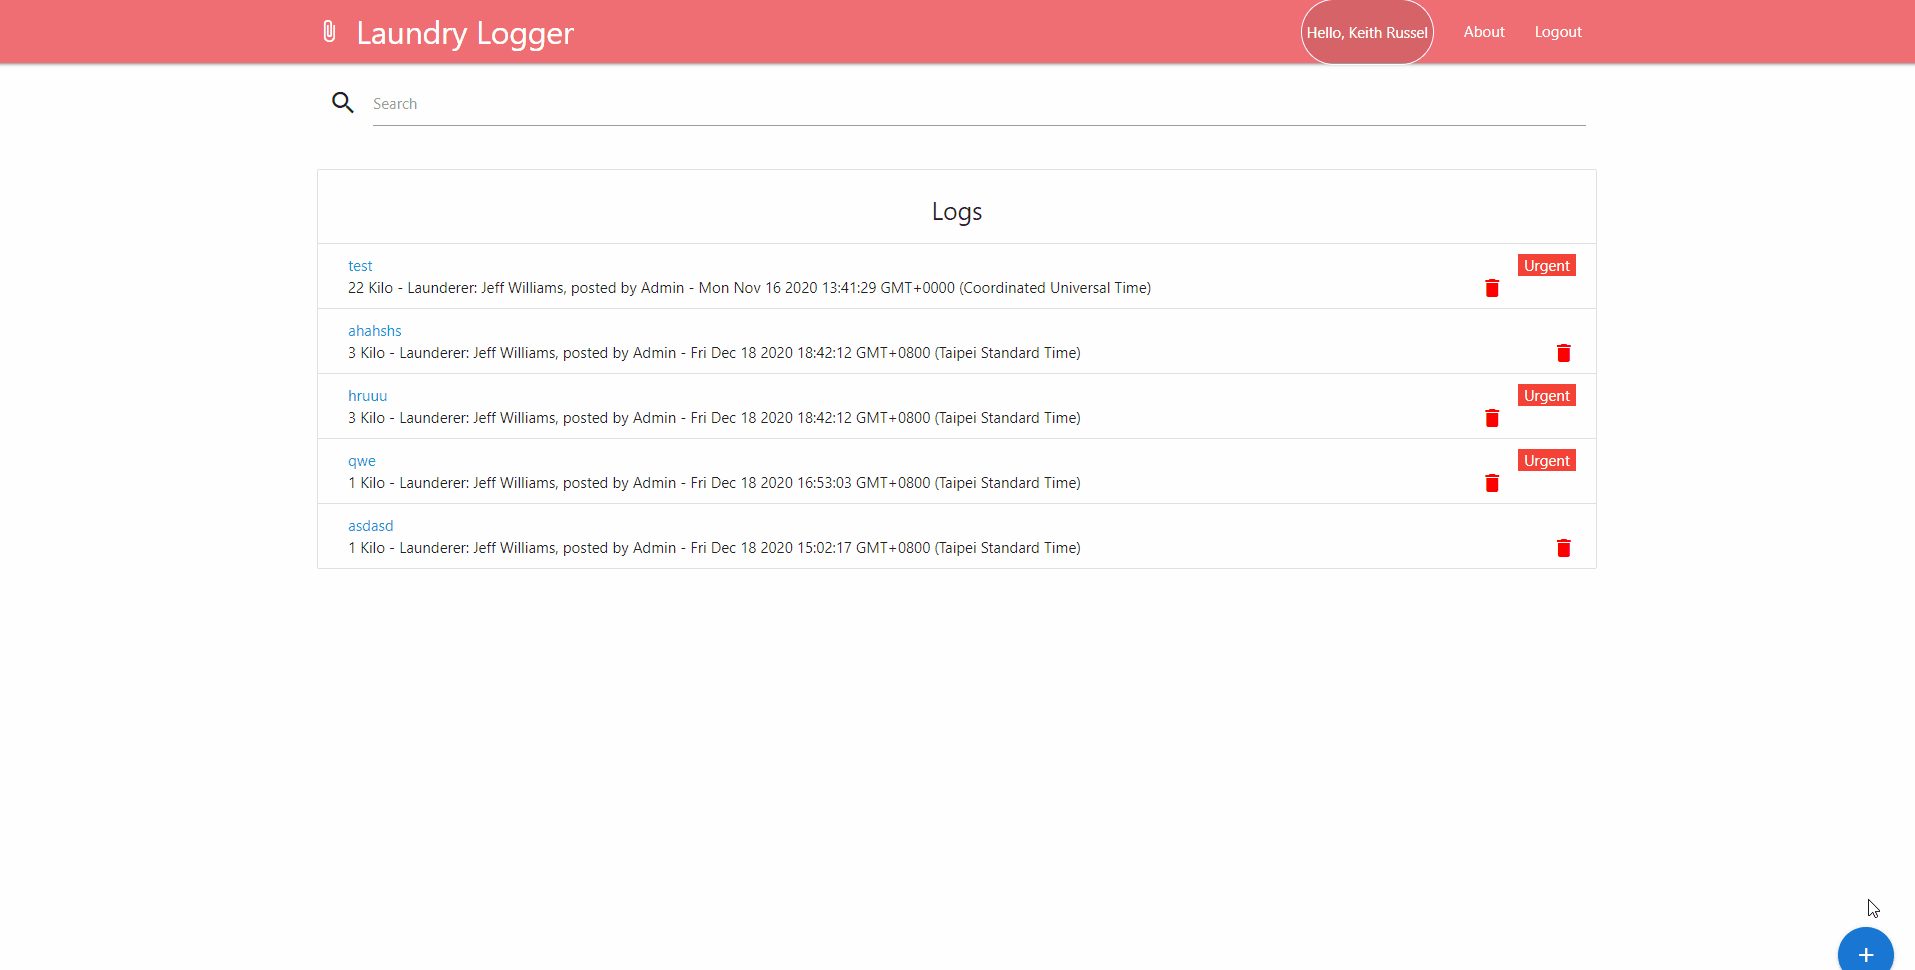 Laundry Logger
Hello, Keith Russel
About
Logout
Search
Logs
test
Urgent
22 Kilo - Launderer: Jeff Williams, posted by Admin - Mon Nov 16 2020 13:41:29 GMT+0000 (Coordinated Universal Time)
ahahshs
3 Kilo - Launderer: Jeff Williams, posted by Admin - Fri Dec 18 2020 18:42:12 GMT+0800 (Taipei Standard Time)
hruuu
Urgent
3 Kilo - Launderer: Jeff Williams, posted by Admin - Fri Dec 18 2020 18:42:12 GMT+0800 (Taipei Standard Time)
qwe
Urgent
1 Kilo - Launderer: Jeff Williams, posted by Admin - Fri Dec 18 2020 16:53:03 GMT+0800 (Taipei Standard Time)
asdasd
1 Kilo - Launderer: Jeff Williams, posted by Admin - Fri Dec 18 2020 15:02:17 GMT+0800 (Taipei Standard Time)
+